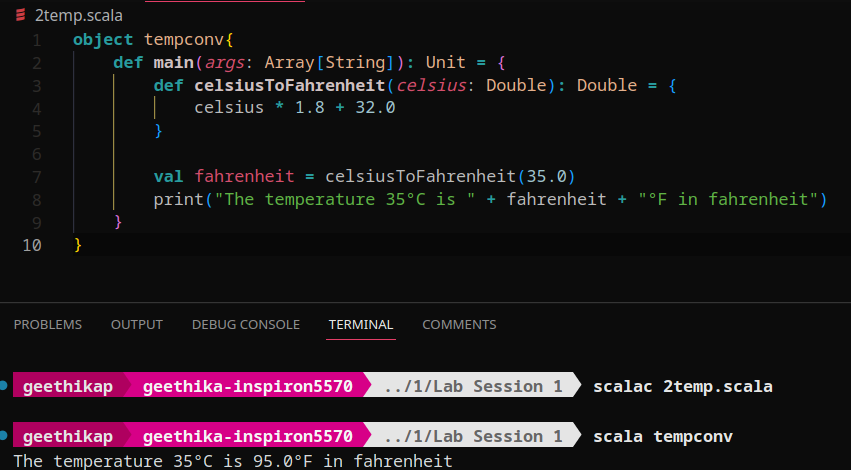 2temp.scala
1 object tempconv{
2     def main(args: Array[String]): Unit = {
3         def celsiusToFahrenheit(celsius: Double): Double = {
4             celsius * 1.8 + 32.0
5         }
6
7         val fahrenheit = celsiusToFahrenheit(35.0)
8         print("The temperature 35°C is " + fahrenheit + "°F in fahrenheit")
9     }
10 }
PROBLEMS OUTPUT DEBUG CONSOLE TERMINAL COMMENTS
geethikap geethika-inspiron5570 ../1/Lab Session 1 scalac 2temp.scala
geethikap geethika-inspiron5570 ../1/Lab Session 1 scala tempconv
The temperature 35°C is 95.0°F in fahrenheit